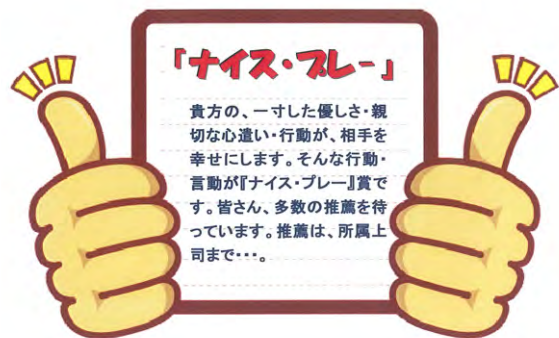 「ナイス・プレー」
貴方の、一寸した優しさ・親
切な心遣い・行動が、相手を
幸せにします。そんな行動・
言動が『ナイス・プレー』賞で
す。皆さん、多数の推薦を待
っています。推薦は、所属上
司まで・・・。